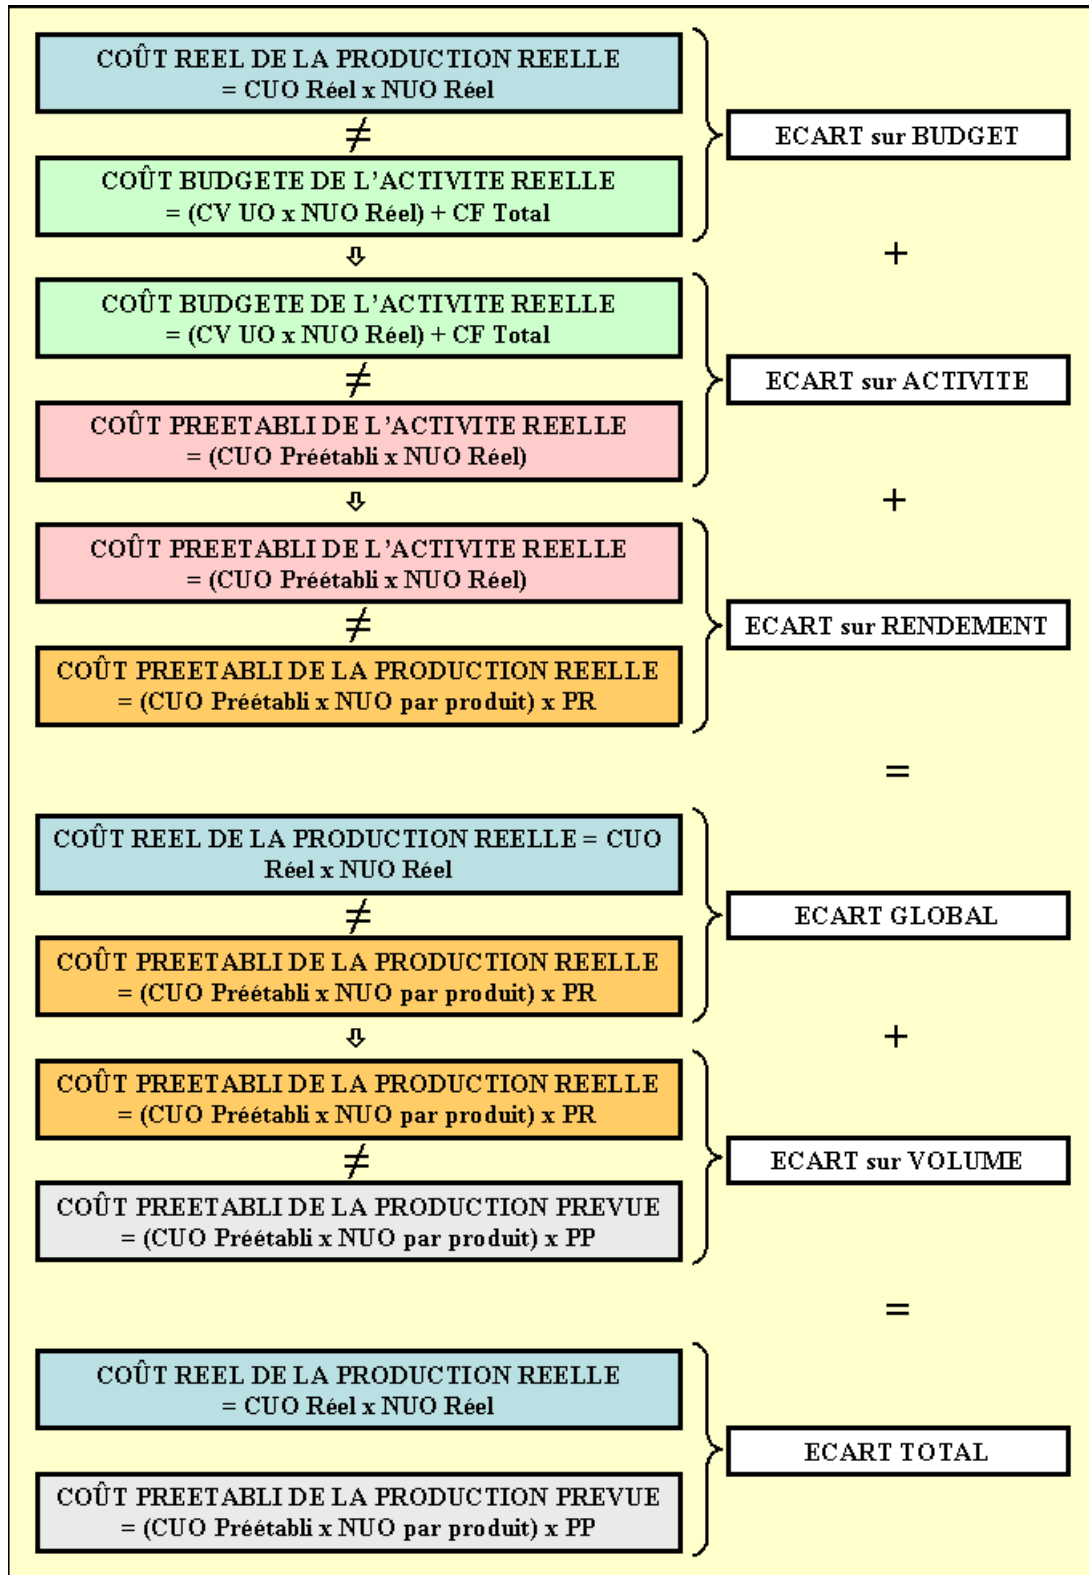 COÛT REEL DE LA PRODUCTION REELLE
= CUO Réel x NUO Réel
≠
ECART sur BUDGET
COÛT BUDGETE DE L'ACTIVITE REELLE
= (CV UO x NUO Réel) + CF Total
+
COÛT BUDGETE DE L'ACTIVITE REELLE
= (CV UO x NUO Réel) + CF Total
≠
ECART sur ACTIVITE
COÛT PREETABLI DE L'ACTIVITE REELLE
= (CUO Préétabli x NUO Réel)
+
COÛT PREETABLI DE L'ACTIVITE REELLE
= (CUO Préétabli x NUO Réel)
≠
ECART sur RENDEMENT
COÛT PREETABLI DE LA PRODUCTION REELLE
= (CUO Préétabli x NUO par produit) x PR
=
COÛT REEL DE LA PRODUCTION REELLE = CUO
Réel x NUO Réel
≠
ECART GLOBAL
COÛT PREETABLI DE LA PRODUCTION REELLE
= (CUO Préétabli x NUO par produit) x PR
+
COÛT PREETABLI DE LA PRODUCTION REELLE
= (CUO Préétabli x NUO par produit) x PR
≠
ECART sur VOLUME
COÛT PREETABLI DE LA PRODUCTION PREVUE
= (CUO Préétabli x NUO par produit) x PP
=
COÛT REEL DE LA PRODUCTION REELLE
= CUO Réel x NUO Réel
ECART TOTAL
COÛT PREETABLI DE LA PRODUCTION PREVUE
= (CUO Préétabli x NUO par produit) x PP